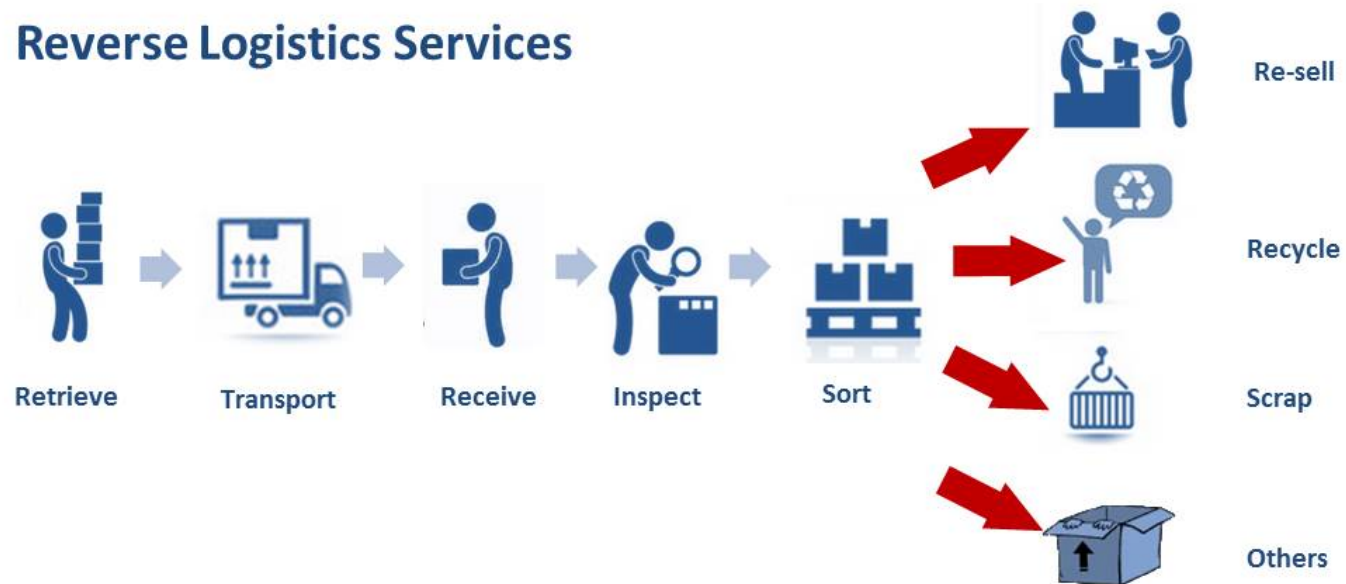 Reverse Logistics Services
Re-sell
Recycle
Retrieve
Transport
Receive
Inspect
Sort
Scrap
Others